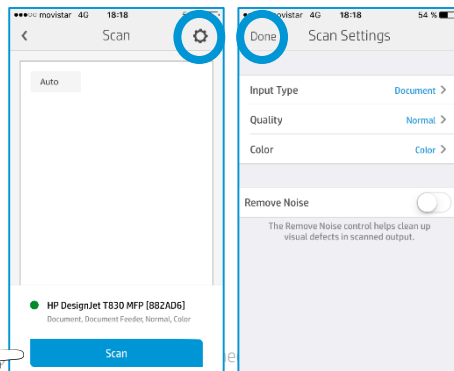 movistar 4G 18:18
Scan
Auto
HP DesignJet T830 MFP [882AD6]
Document, Document Feeder, Normal, Color
Scan
movistar 4G 18:18 54 %
Done Scan Settings
Input Type Document >
Quality Normal >
Color Color >
Remove Noise
The Remove Noise control helps clean up
visual defects in scanned output.